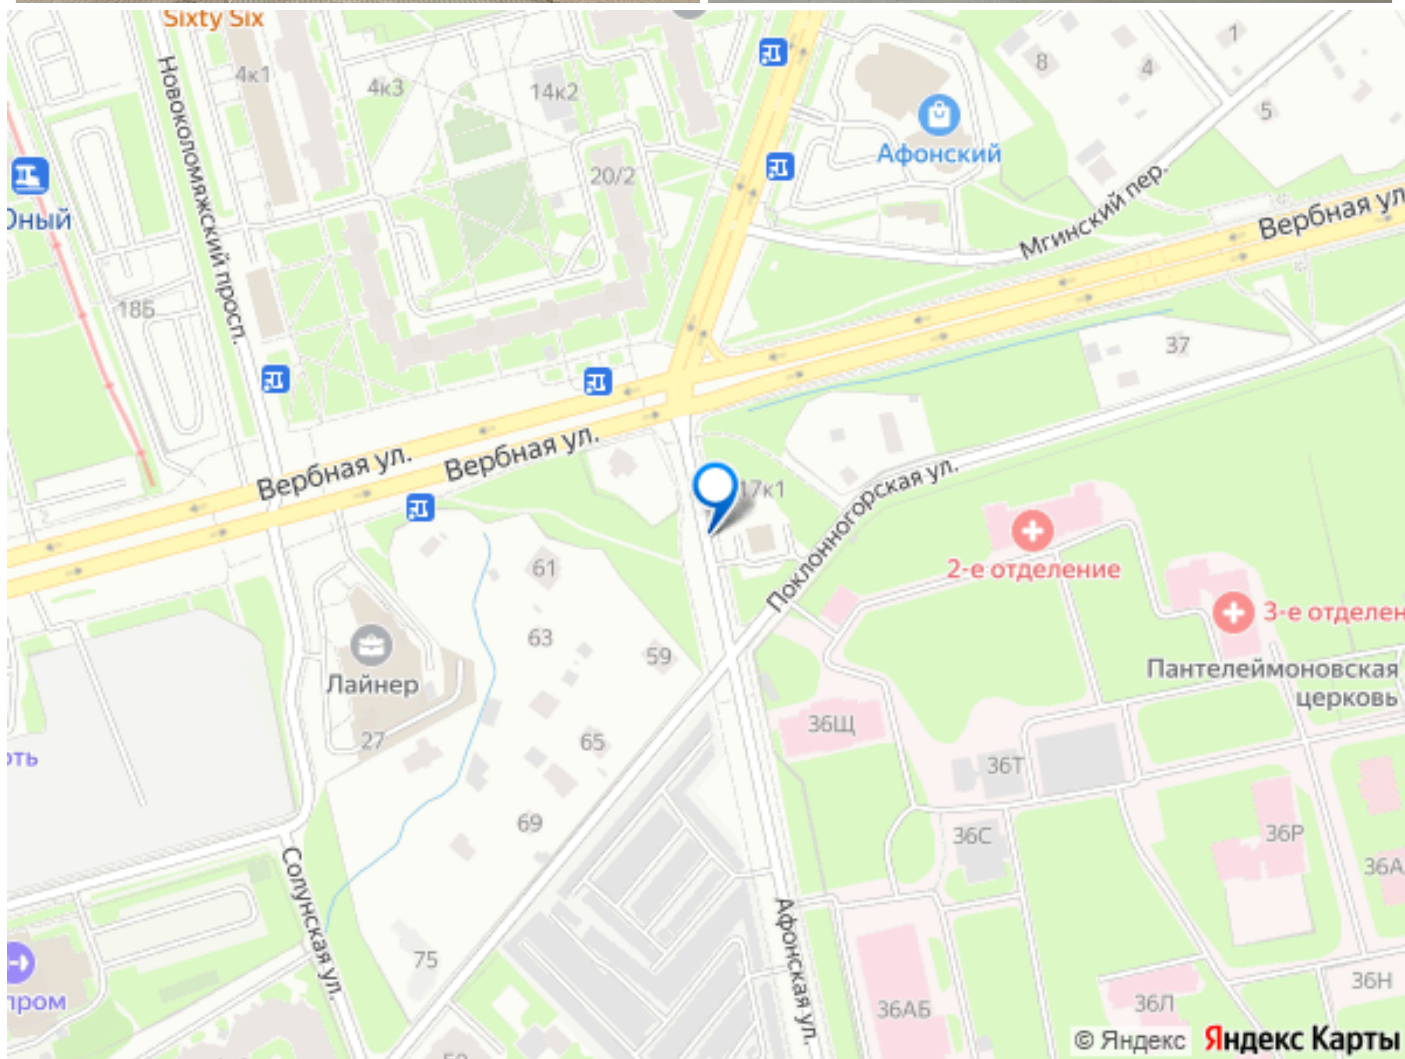 Sixty Six
4к1
4к3
14к2
20/2
8
4
1
5
Афонский
Новоколомяжский просп.
Юный
18Б
Мгинский пер.
Вербная ул
37
Вербная ул.
Вербная ул.
17к1
Поклонногорская ул.
2-е отделение
3-е отделен
61
63
59
65
69
75
Лайнер
27
Пантелеймоновская
церковь
36Щ
36Т
36С
36Р
36А
Солунская ул.
Афонская ул.
36АБ
36Л
36Н
оть
пром
© Яндекс
Яндекс Карты